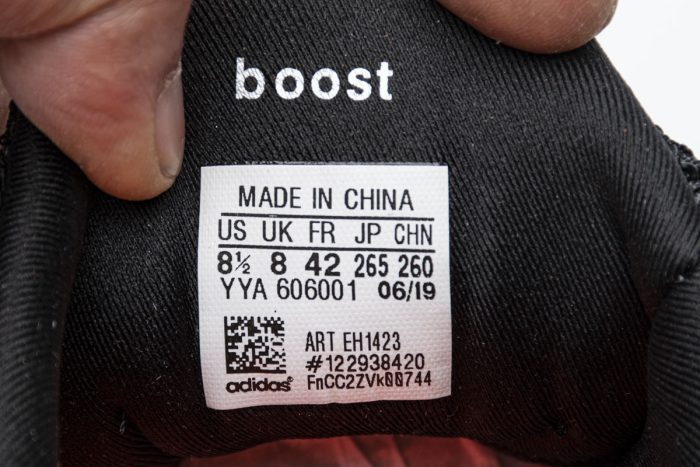 boost
MADE IN CHINA
US UK FR JP CHN
8½ 8 42 265 260
YYA 606001 06/19
ART EH1423
#122938420
adidas® FnCC2ZVk00744